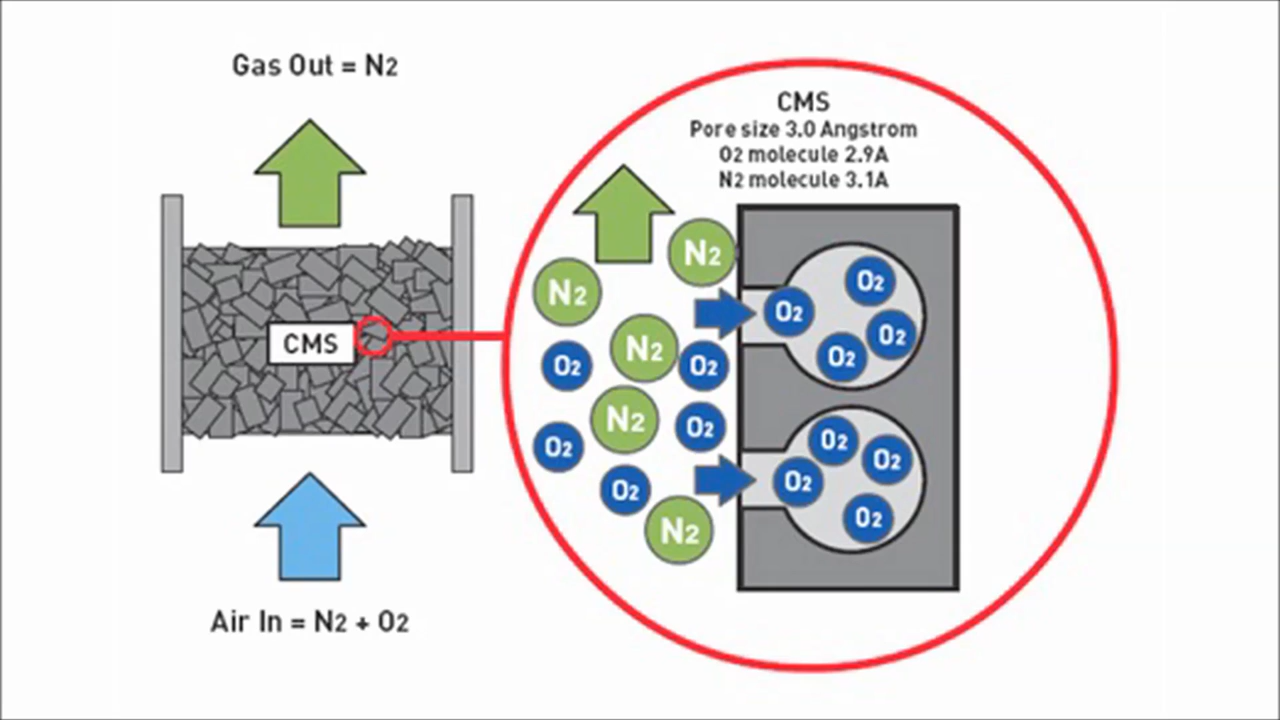 Gas Out = N2
CMS
Pore size 3.0 Angstrom
O2 molecule 2.9A
N2 molecule 3.1A
N2
O2
N2
O2
O2
N2
O2
O2
O2
N2
O2
CMS
O2
O2
O2
N2
O2
O2
O2
N2
O2
Air In = N2 + O2